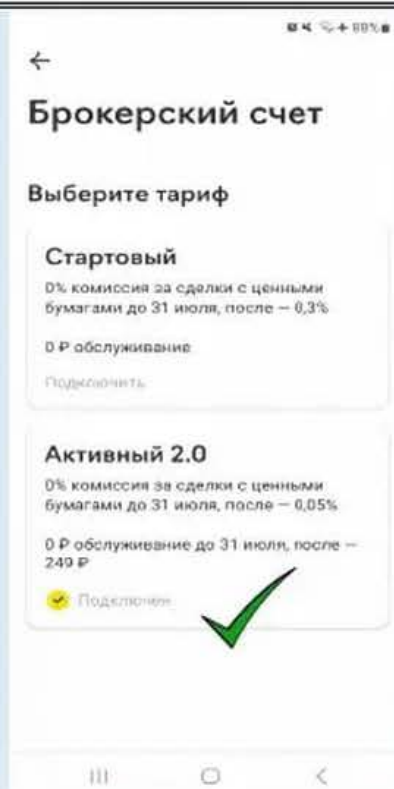 88%
Брокерский счет
Выберите тариф
Стартовый
0% комиссия за сделки с ценными
бумагами до 31 июля, после — 0,3%
0 ₽ обслуживание
Подключить
Активный 2.0
0% комиссия за сделки с ценными
бумагами до 31 июля, после — 0,05%
0 ₽ обслуживание до 31 июля, после —
249 ₽
Подключен